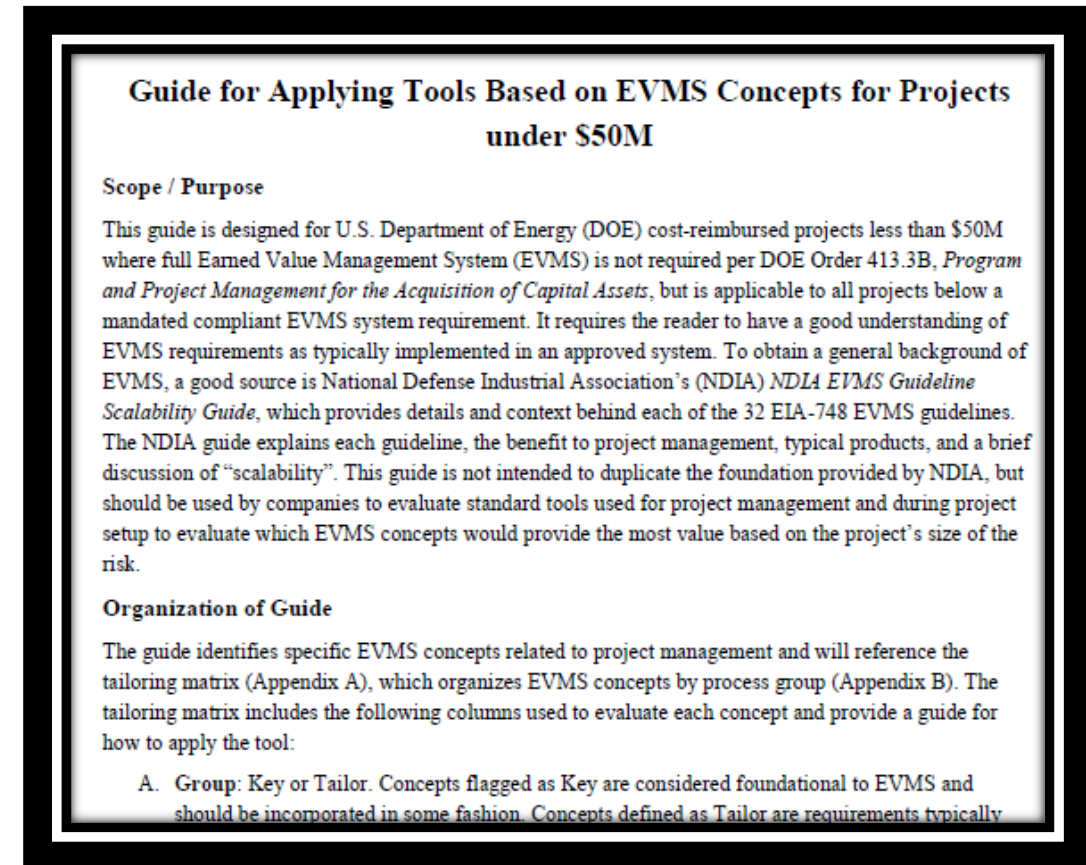 Guide for Applying Tools Based on EVMS Concepts for Projects
under $50M
Scope / Purpose
This guide is designed for U.S. Department of Energy (DOE) cost-reimbursed projects less than $50M
where full Earned Value Management System (EVMS) is not required per DOE Order 413.3B, Program
and Project Management for the Acquisition of Capital Assets, but is applicable to all projects below a
mandated compliant EVMS system requirement. It requires the reader to have a good understanding of
EVMS requirements as typically implemented in an approved system. To obtain a general background of
EVMS, a good source is National Defense Industrial Association's (NDIA) NDIA EVMS Guideline
Scalability Guide, which provides details and context behind each of the 32 EIA-748 EVMS guidelines.
The NDIA guide explains each guideline, the benefit to project management, typical products, and a brief
discussion of “scalability”. This guide is not intended to duplicate the foundation provided by NDIA, but
should be used by companies to evaluate standard tools used for project management and during project
setup to evaluate which EVMS concepts would provide the most value based on the project's size of the
risk.
Organization of Guide
The guide identifies specific EVMS concepts related to project management and will reference the
tailoring matrix (Appendix A), which organizes EVMS concepts by process group (Appendix B). The
tailoring matrix includes the following columns used to evaluate each concept and provide a guide for
how to apply the tool:
A. Group: Key or Tailor. Concepts flagged as Key are considered foundational to EVMS and
should be incorporated in some fashion. Concepts defined as Tailor are requirements typically